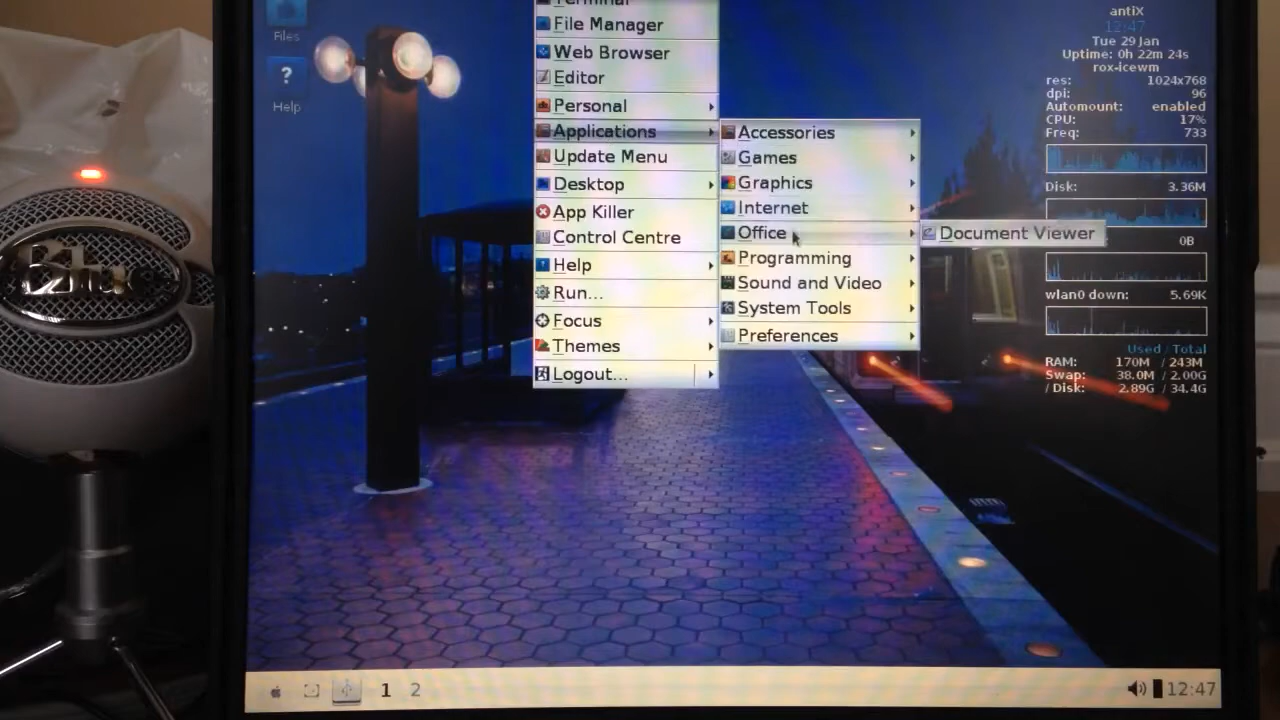 Files
?
Help
Terminal
File Manager
Web Browser
Editor
Personal
Applications
Update Menu
Desktop
App Killer
Control Centre
Help
Run...
Focus
Themes
Logout...
Accessories
Games
Graphics
Internet
Office
Programming
Sound and Video
System Tools
Preferences
Document Viewer
antiX
12:47
Tue 29 Jan
Uptime: 0h 22m 24s
rox-icewm
res: 1024x768
dpi: 96
Automount: enabled
CPU: 17%
Freq: 733
Disk: 3.36M
0B
wlan0 down: 5.69K
Used / Total
RAM: 170M / 243M
Swap: 38.0M / 2.00G
/ Disk: 2.89G / 34.4G
Blue
1 2
12:47